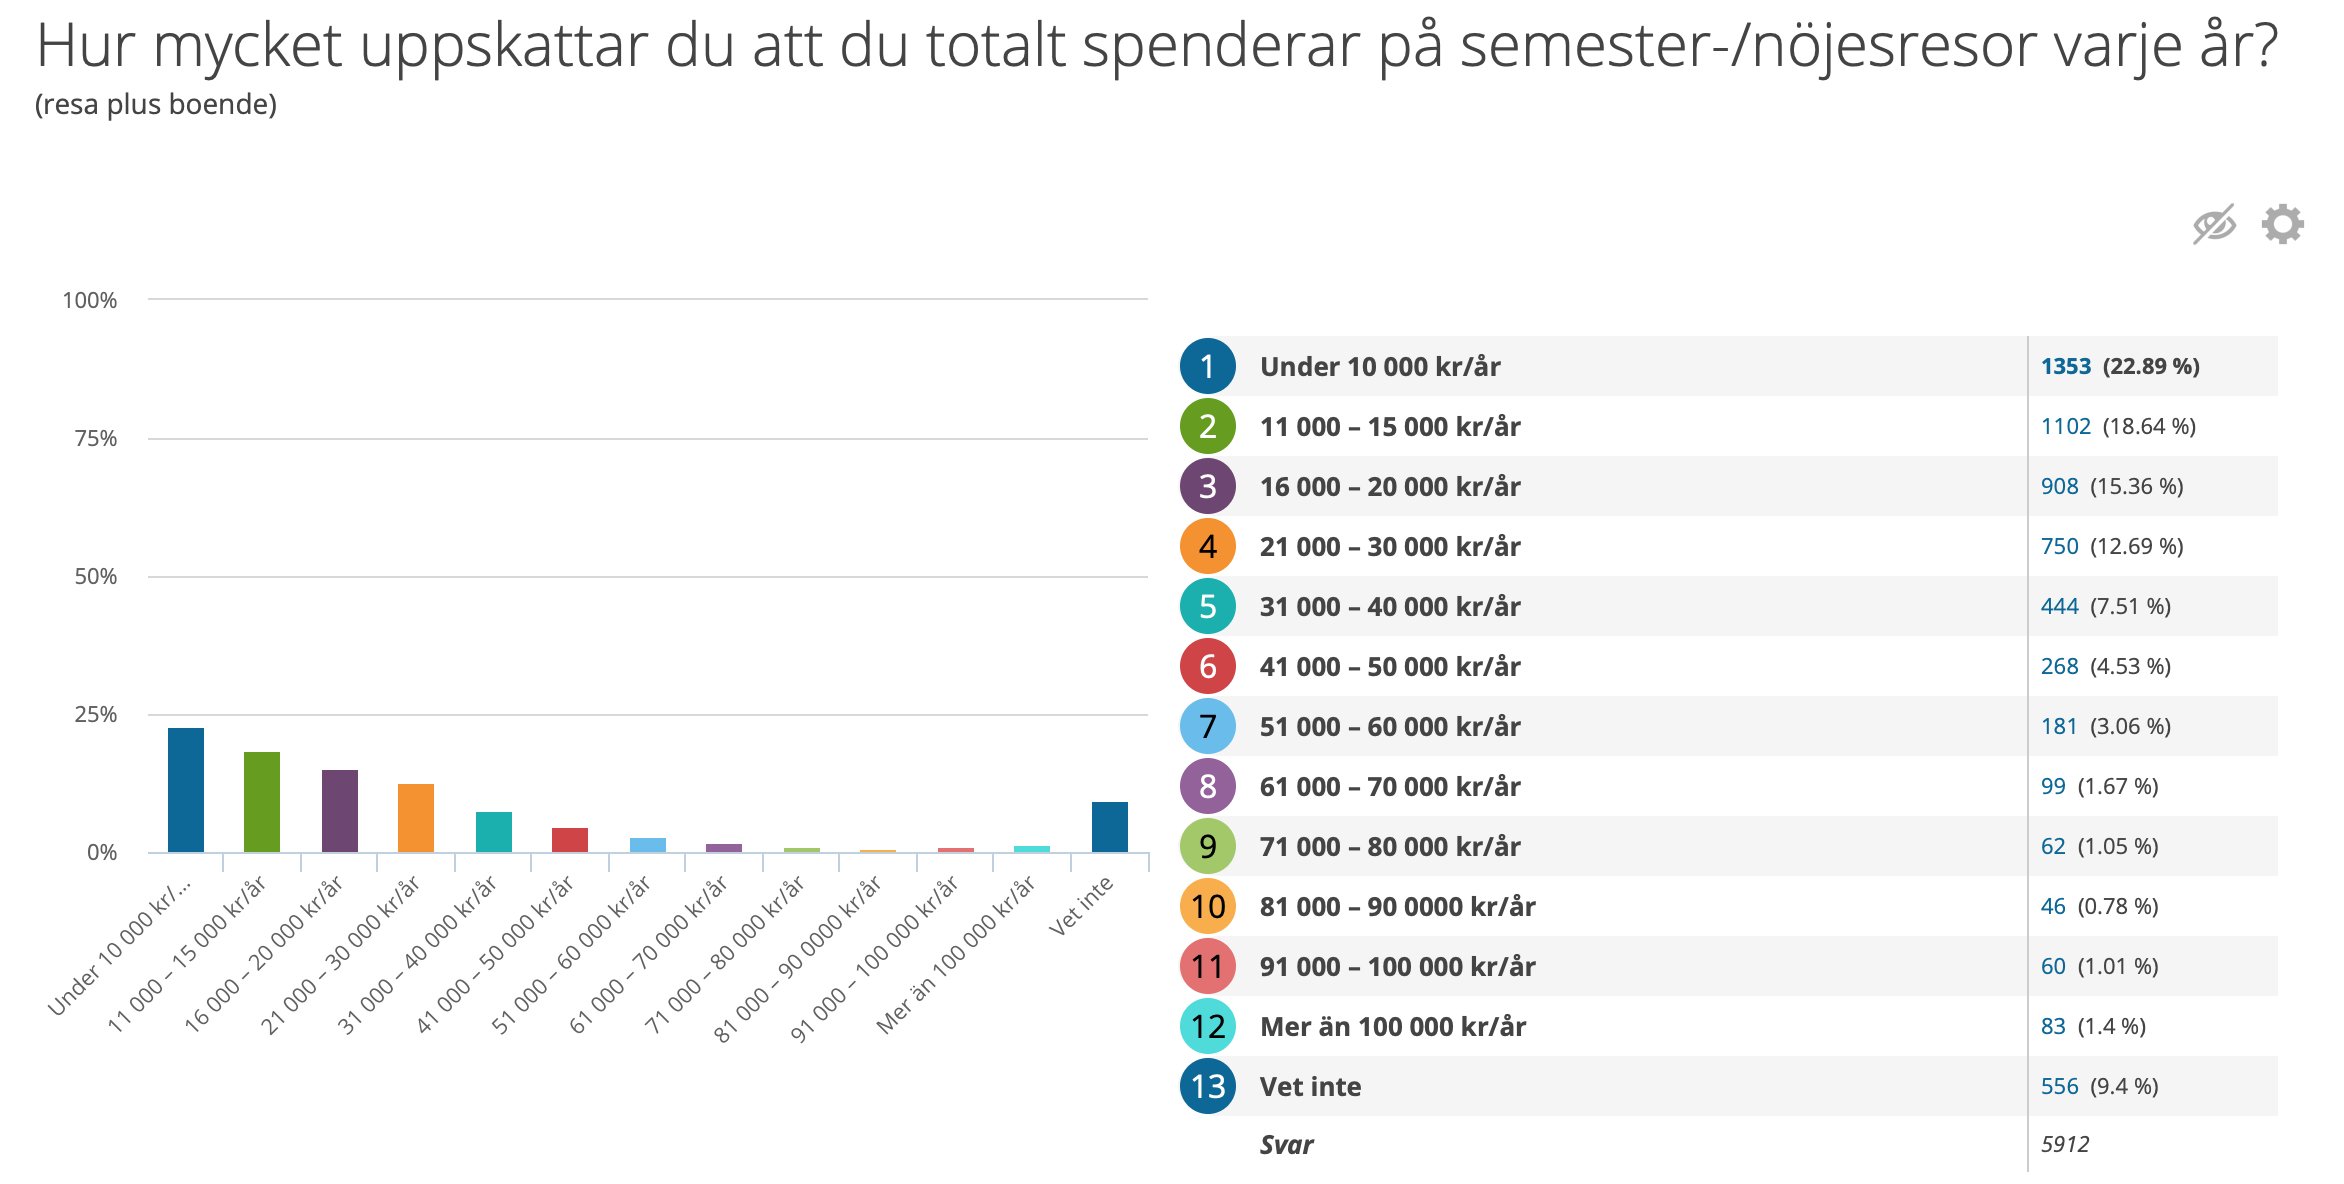 Hur mycket uppskattar du att du totalt spenderar på semester-/nöjesresor varje år?
(resa plus boende)
100%
75%
50%
25%
0%
Under 10 000 kr/...
11 000 – 15 000 kr/år
16 000 – 20 000 kr/år
21 000 – 30 000 kr/år
31 000 – 40 000 kr/år
41 000 – 50 000 kr/år
51 000 – 60 000 kr/år
61 000 – 70 000 kr/år
71 000 – 80 000 kr/år
81 000 – 90 0000 kr/år
91 000 – 100 000 kr/år
Mer än 100 000 kr/år
Vet inte
1 Under 10 000 kr/år 1353 (22.89 %)
2 11 000 – 15 000 kr/år 1102 (18.64 %)
3 16 000 – 20 000 kr/år 908 (15.36 %)
4 21 000 – 30 000 kr/år 750 (12.69 %)
5 31 000 – 40 000 kr/år 444 (7.51 %)
6 41 000 – 50 000 kr/år 268 (4.53 %)
7 51 000 – 60 000 kr/år 181 (3.06 %)
8 61 000 – 70 000 kr/år 99 (1.67 %)
9 71 000 – 80 000 kr/år 62 (1.05 %)
10 81 000 – 90 0000 kr/år 46 (0.78 %)
11 91 000 – 100 000 kr/år 60 (1.01 %)
12 Mer än 100 000 kr/år 83 (1.4 %)
13 Vet inte 556 (9.4 %)
Svar 5912